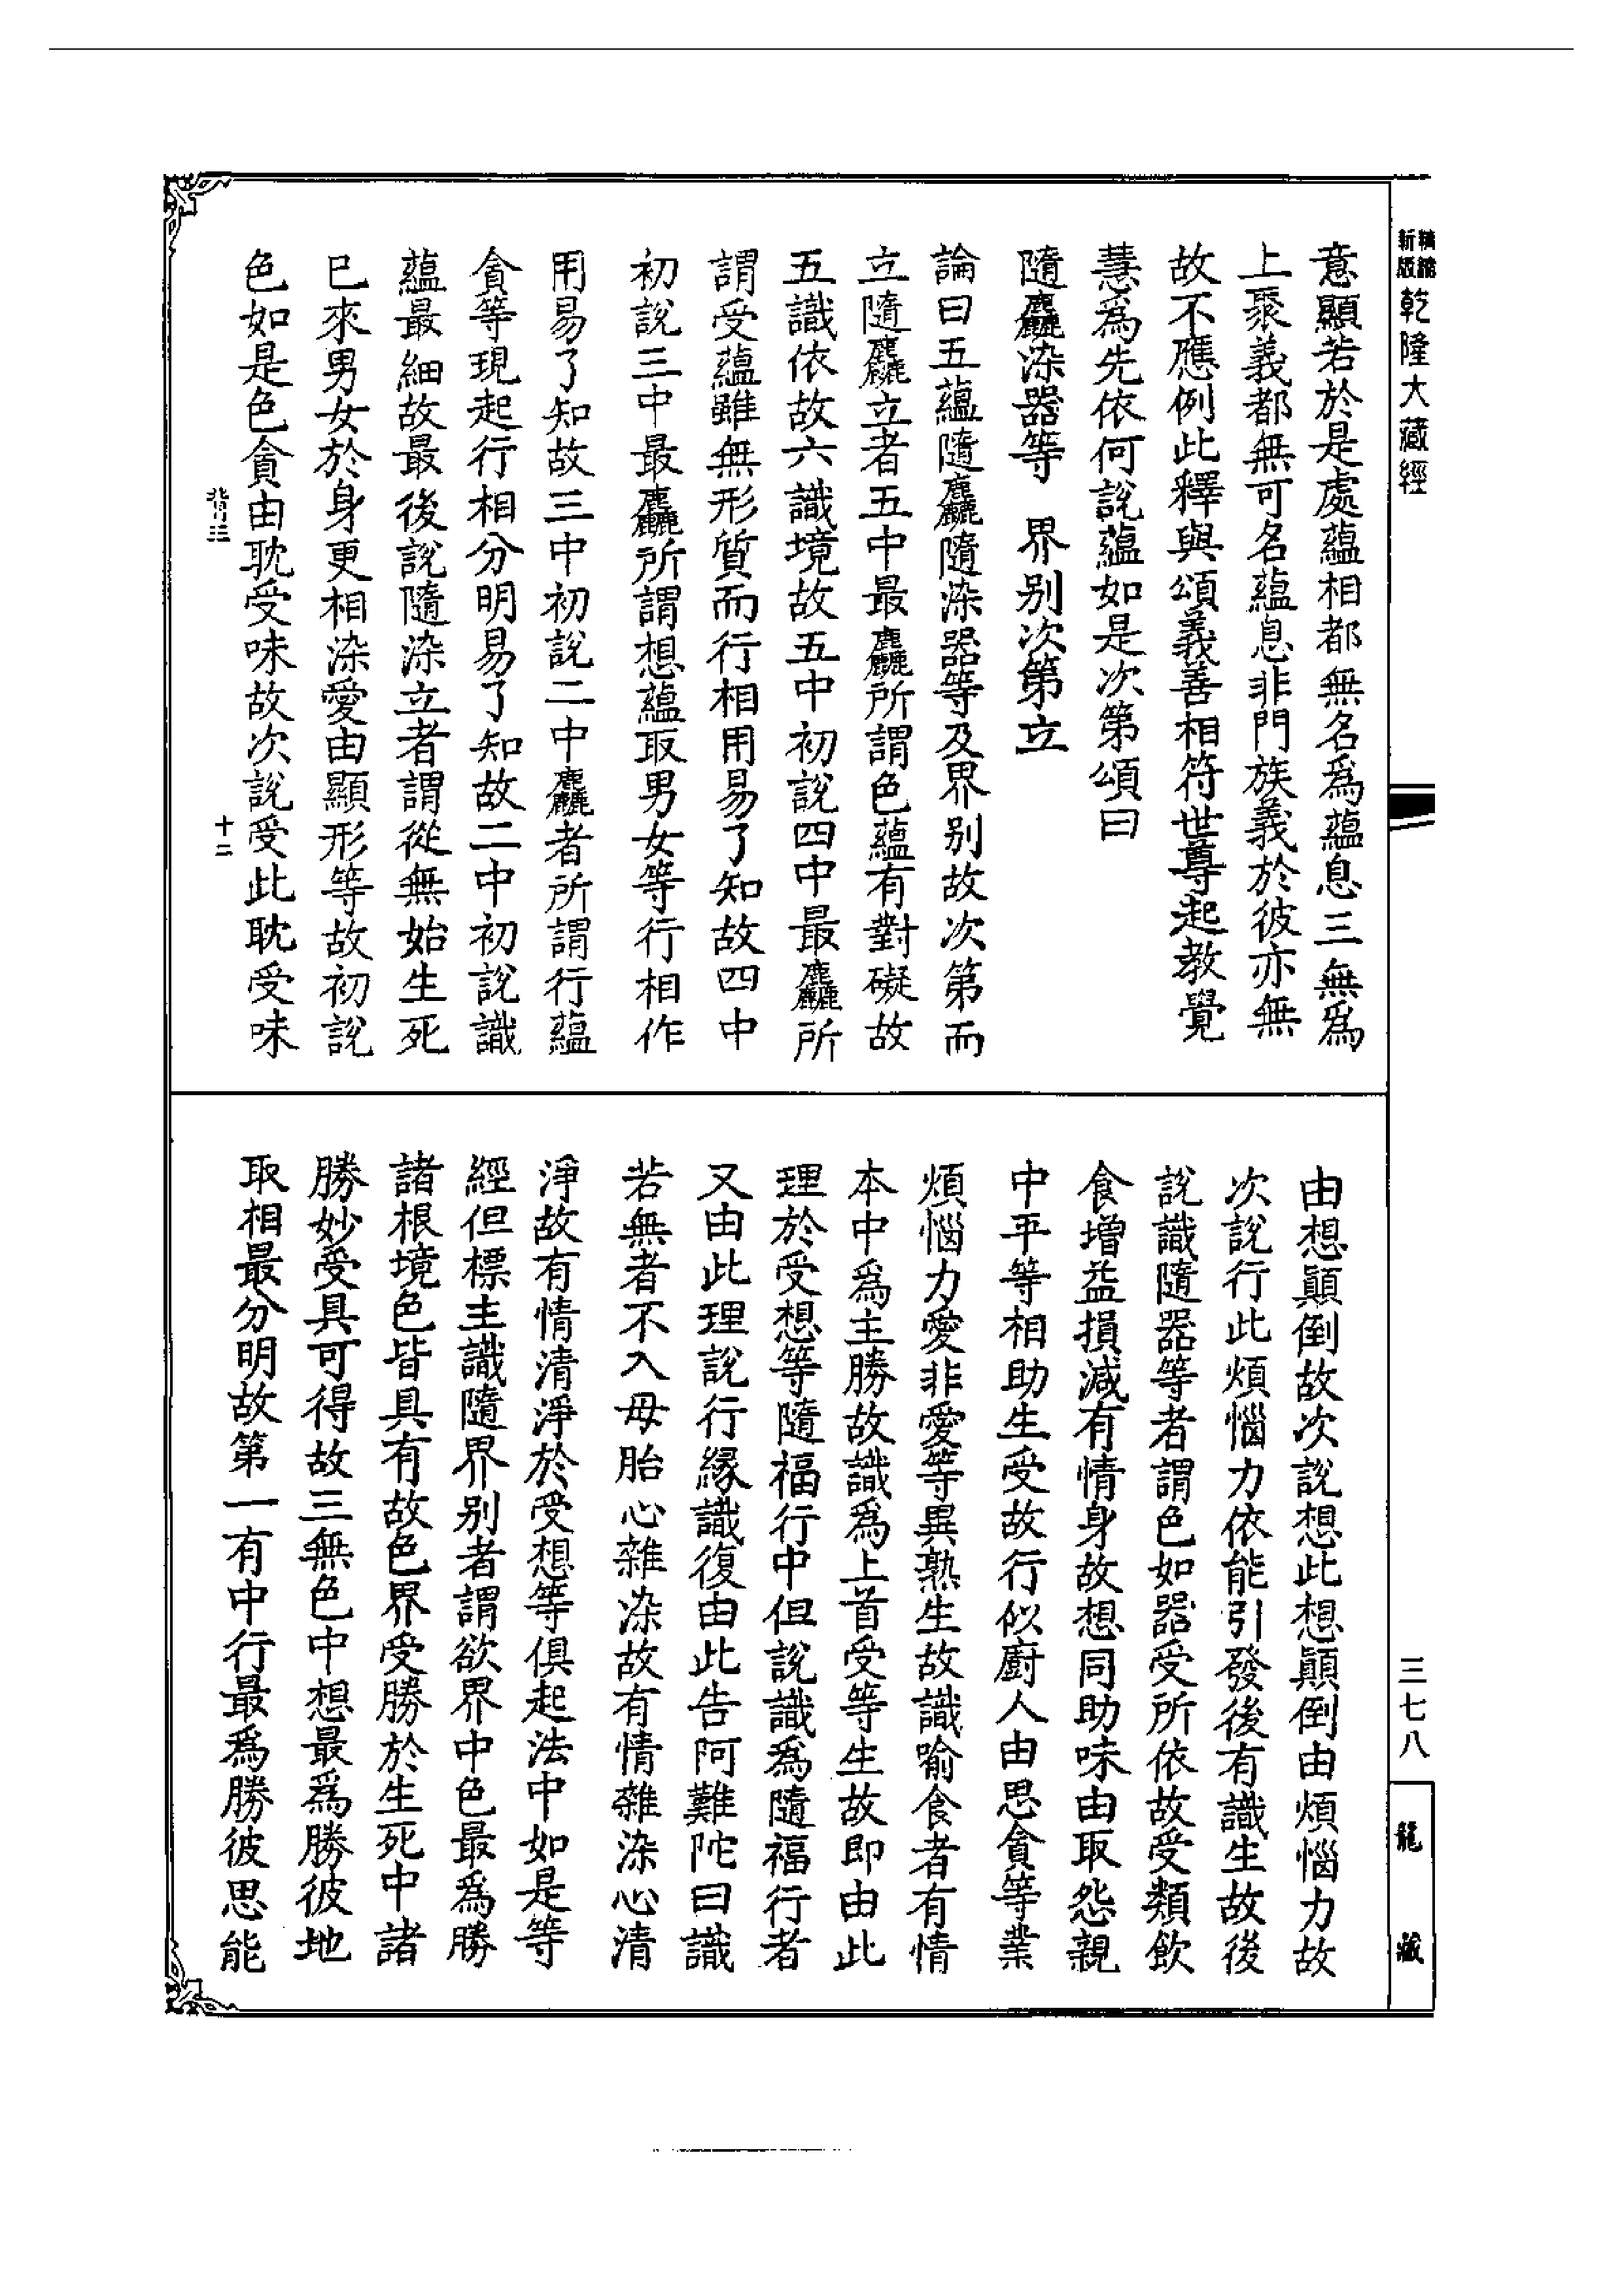 精縮
新版
乾隆大藏經
意顯若於是處蘊相都無名為蘊息三無為
上聚義都無可名蘊息非門族義於彼亦無
故不應例此釋與頌義善相符世尊起教覺
慧為先依何說蘊如是次第頌曰
隨麤染器等　界別次第立
論曰五蘊隨麤隨染器等及界別故次第而
立隨麤立者五中最麤所謂色蘊有對礙故
五識依故六識境故五中初說四中最麤所
謂受蘊雖無形質而行相用易了知故四中
初說三中最麤所謂想蘊取男女等行相作
用易了知故三中初說二中麤者所謂行蘊
貪等現起行相分明易了知故二中初說識
蘊最細故最後說隨染立者謂從無始生死
已來男女於身更相染愛由顯形等故初說
色如是色貪由耽受味故次說受此耽受味
背三
十二
由想顛倒故次說想此想顛倒由煩惱力故
次說行此煩惱力依能引發後有識生故後
說識隨器等者謂色如器受所依故受類飲
食增益損減有情身故想同助味由取怨親
中平等相助生受故行似廚人由思貪等業
煩惱力愛非愛等異熟生故識喻食者有情
本中為主勝故識為上首受等生故即由此
理於受想等隨福行中但說識為隨福行者
又由此理說行緣識復由此告阿難陀曰識
若無者不入母胎心雜染故有情雜染心清
淨故有情清淨於受想等俱起法中如是等
經但標主識隨界別者謂欲界中色最為勝
諸根境色皆具有故色界受勝於生死中諸
勝妙受具可得故三無色中想最為勝彼地
取相最分明故第一有中行最為勝彼思能
三七八
龍藏